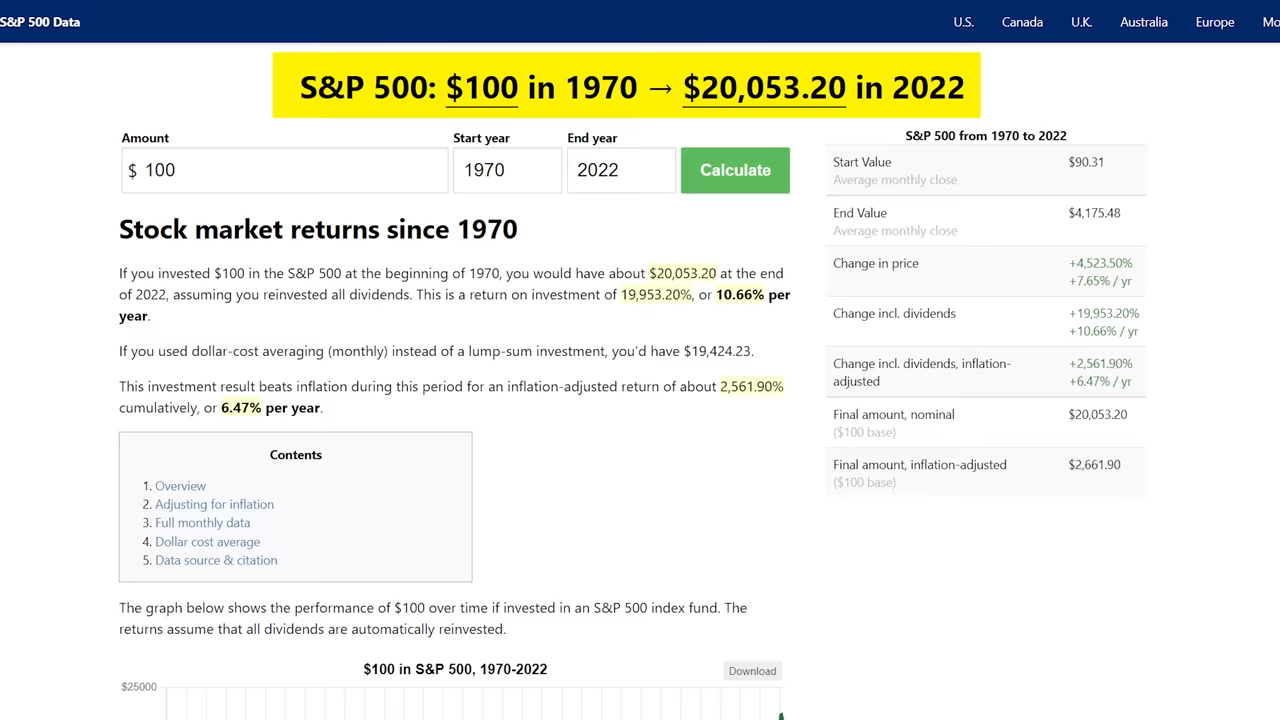 S&P 500 Data
U.S. Canada U.K. Australia Europe
S&P 500: $100 in 1970 → $20,053.20 in 2022
Amount
Start year
End year
$ 100
1970
2022
Calculate
Stock market returns since 1970
If you invested $100 in the S&P 500 at the beginning of 1970, you would have about $20,053.20 at the end
of 2022, assuming you reinvested all dividends. This is a return on investment of 19,953.20%, or 10.66% per
year.
If you used dollar-cost averaging (monthly) instead of a lump-sum investment, you'd have $19,424.23.
This investment result beats inflation during this period for an inflation-adjusted return of about 2,561.90%
cumulatively, or 6.47% per year.
Contents
1. Overview
2. Adjusting for inflation
3. Full monthly data
4. Dollar cost average
5. Data source & citation
The graph below shows the performance of $100 over time if invested in an S&P 500 index fund. The
returns assume that all dividends are automatically reinvested.
$100 in S&P 500, 1970-2022
Download
$25000
S&P 500 from 1970 to 2022
Start Value $90.31
Average monthly close
End Value $4,175.48
Average monthly close
Change in price +4,523.50%
+7.65% / yr
Change incl. dividends +19,953.20%
+10.66% / yr
Change incl. dividends, inflation- +2,561.90%
adjusted +6.47% / yr
Final amount, nominal $20,053.20
($100 base)
Final amount, inflation-adjusted $2,661.90
($100 base)